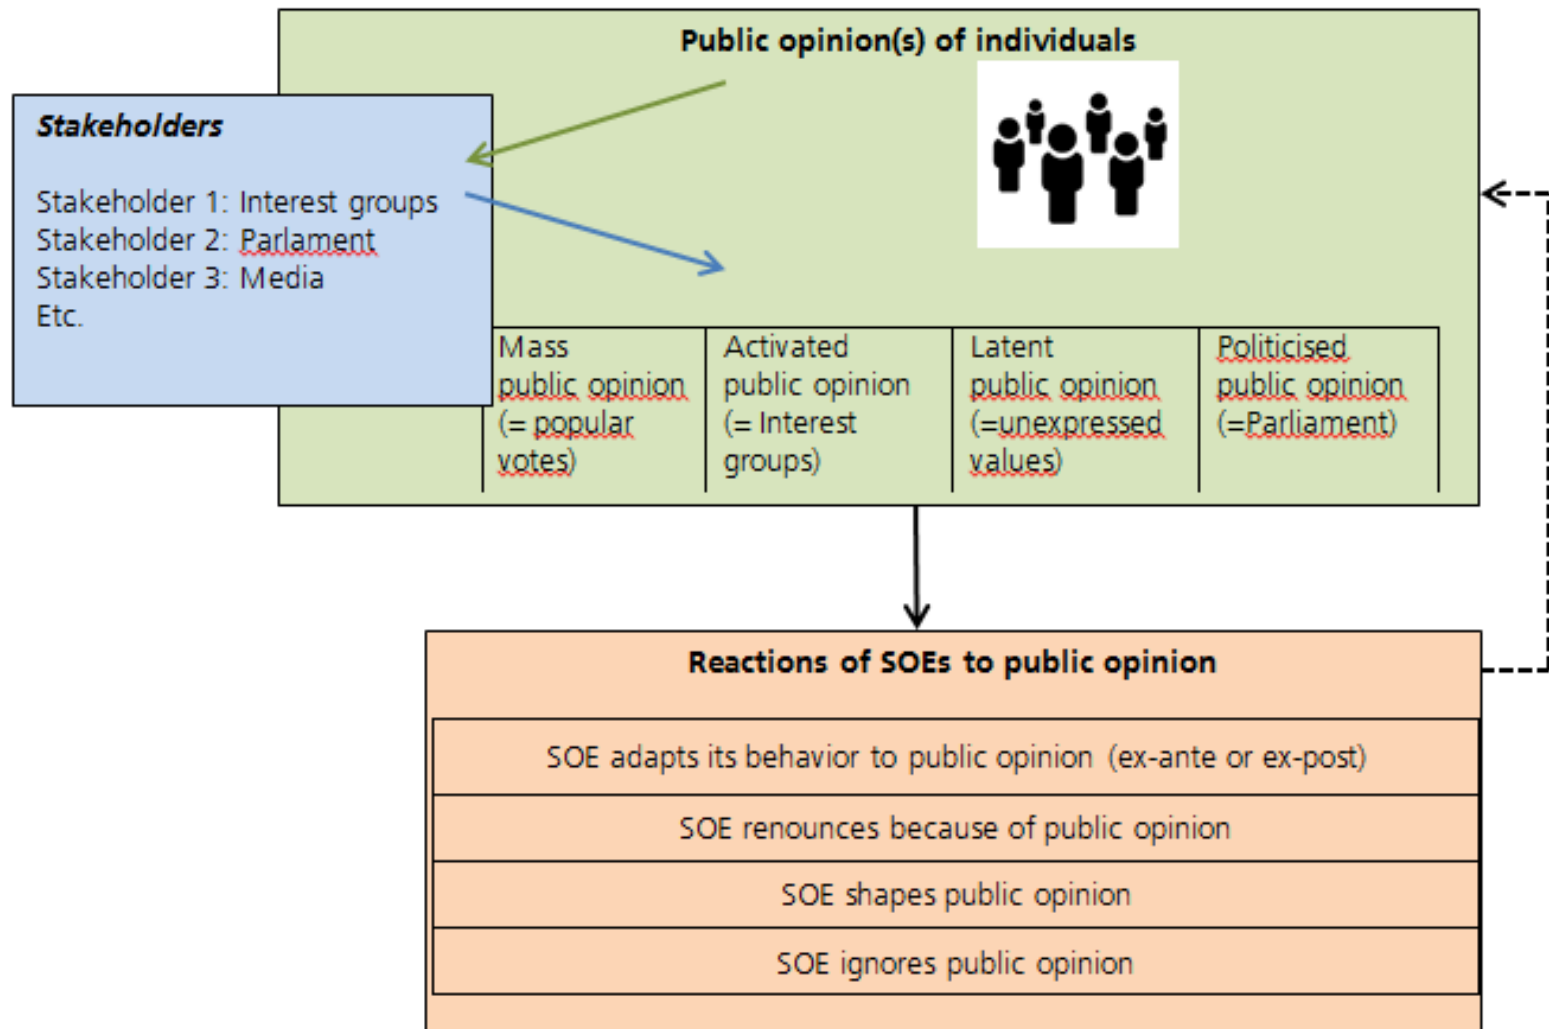 Public opinion(s) of individuals
Stakeholders
Stakeholder 1: Interest groups
Stakeholder 2: Parlament
Stakeholder 3: Media
Etc.
Mass
public opinion
(= popular
votes)
Activated
public opinion
(= Interest
groups)
Latent
public opinion
(=unexpressed
values)
Politicised
public opinion
(=Parliament)
Reactions of SOEs to public opinion
SOE adapts its behavior to public opinion (ex-ante or ex-post)
SOE renounces because of public opinion
SOE shapes public opinion
SOE ignores public opinion